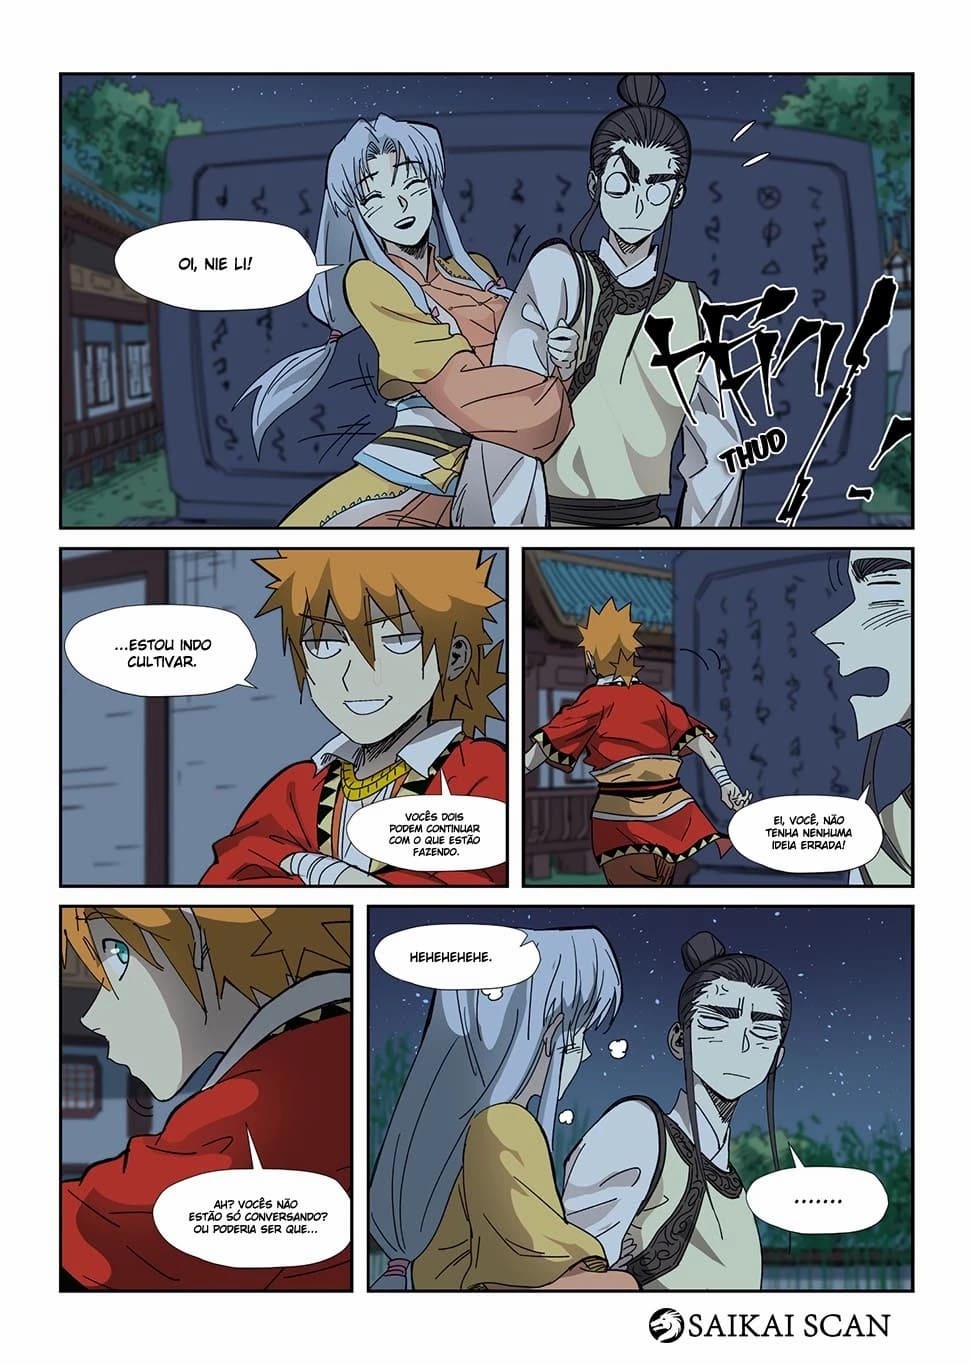 OI, NIE LI!
HEIN!
THUD
...ESTOU INDO
CULTIVAR.
VOCÊS DOIS
PODEM CONTINUAR
COM O QUE ESTÃO
FAZENDO.
EI, VOCÊ, NÃO
TENHA NENHUMA
IDEIA ERRADA!
AH? VOCÊS NÃO
ESTÃO SÓ CONVERSANDO?
OU PODERIA SER QUE...
HEHEHEHEHE.
.......
SAIKAI SCAN